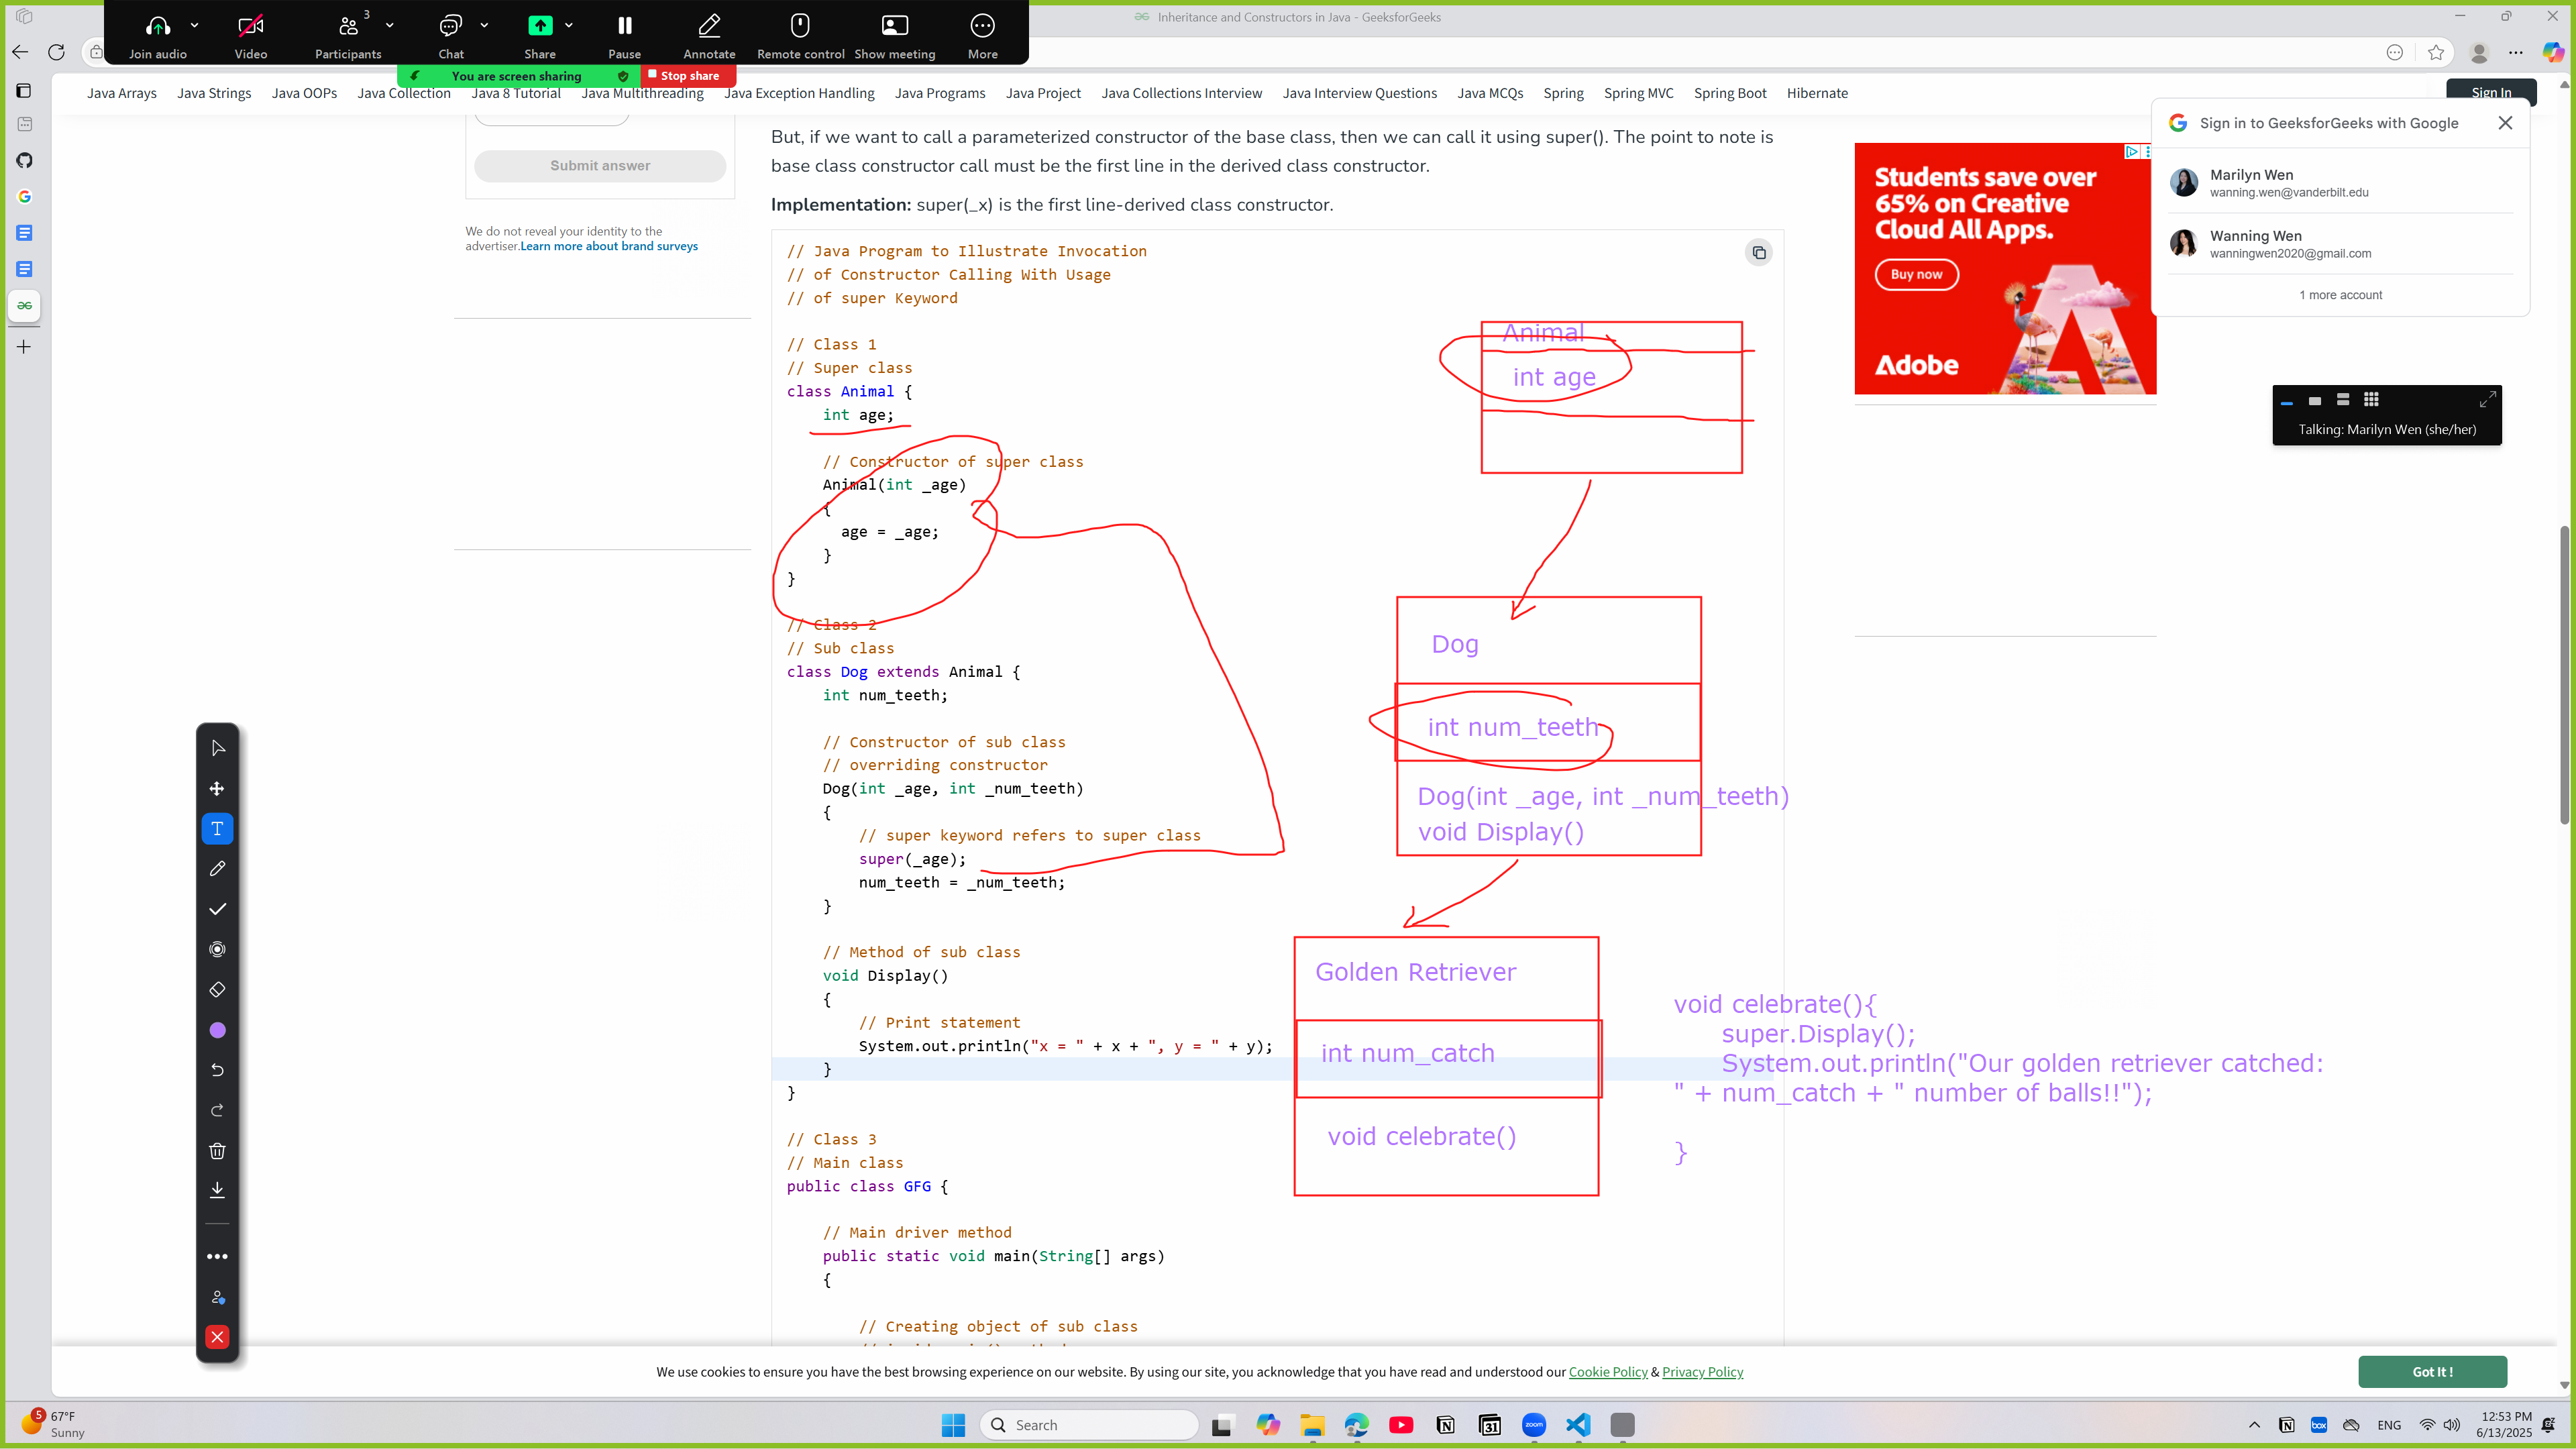 Inheritance and Constructors in Java - GeeksforGeeks
3
Join audio
Video
Participants
Chat
Share
Pause
Annotate
Remote control
Show meeting
More
You are screen sharing
Stop share
Java Arrays
Java Strings
Java OOPs
Java Collection
Java 8 Tutorial
Java Multithreading
Java Exception Handling
Java Programs
Java Project
Java Collections Interview
Java Interview Questions
Java MCQs
Spring
Spring MVC
Spring Boot
Hibernate
Sign In
Submit answer
We do not reveal your identity to the
advertiser.Learn more about brand surveys
But, if we want to call a parameterized constructor of the base class, then we can call it using super(). The point to note is
base class constructor call must be the first line in the derived class constructor.
Implementation: super(_x) is the first line-derived class constructor.
// Java Program to Illustrate Invocation
// of Constructor Calling With Usage
// of super Keyword
// Class 1
// Super class
class Animal {
int age;
// Constructor of super class
Animal(int _age)
{
age = _age;
}
}
// Class 2
// Sub class
class Dog extends Animal {
int num_teeth;
// Constructor of sub class
// overriding constructor
Dog(int _age, int _num_teeth)
{
// super keyword refers to super class
super(_age);
num_teeth = _num_teeth;
}
// Method of sub class
void Display()
{
// Print statement
System.out.println("x = " + x + ", y = " + y);
}
}
// Class 3
// Main class
public class GFG {
// Main driver method
public static void main(String[] args)
{
// Creating object of sub class
Animal
int age
Dog
int num_teeth
Dog(int _age, int _num_teeth)
void Display()
Golden Retriever
int num_catch
void celebrate()
void celebrate(){
super.Display();
System.out.println("Our golden retriever catched:
" + num_catch + " number of balls!!");
}
Students save over
65% on Creative
Cloud All Apps.
Buy now
Adobe
Sign in to GeeksforGeeks with Google
Marilyn Wen
wanning.wen@vanderbilt.edu
Wanning Wen
wanningwen2020@gmail.com
1 more account
Talking: Marilyn Wen (she/her)
T
We use cookies to ensure you have the best browsing experience on our website. By using our site, you acknowledge that you have read and understood our Cookie Policy & Privacy Policy
Got It !
5
67°F
Sunny
Search
zoom
31
box
ENG
12:53 PM
6/13/2025